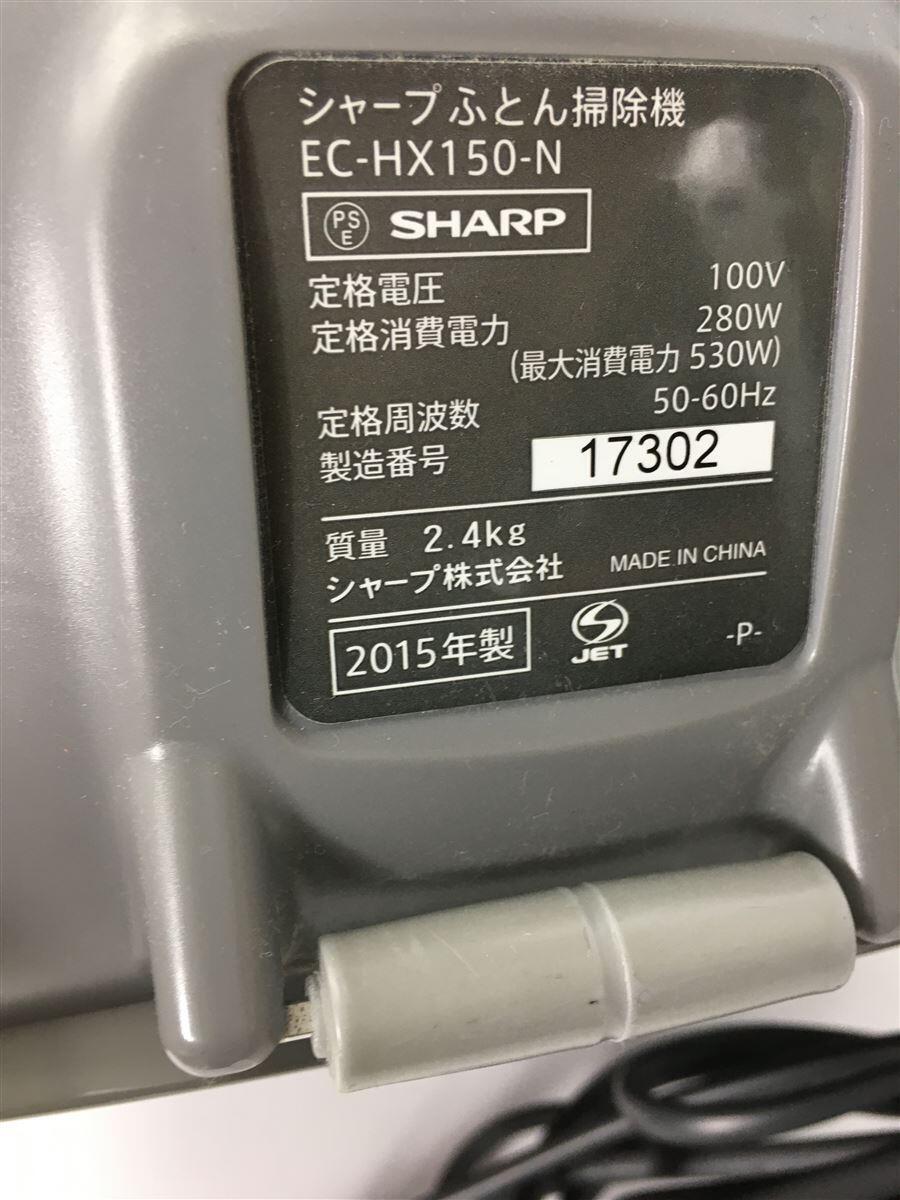 シャープふとん掃除機
EC-HX150-N
PS E SHARP
定格電圧 100V
定格消費電力 280W
(最大消費電力 530W)
定格周波数 50-60Hz
製造番号 17302
質量 2.4kg
シャープ株式会社 MADE IN CHINA
2015年製 JET -P-